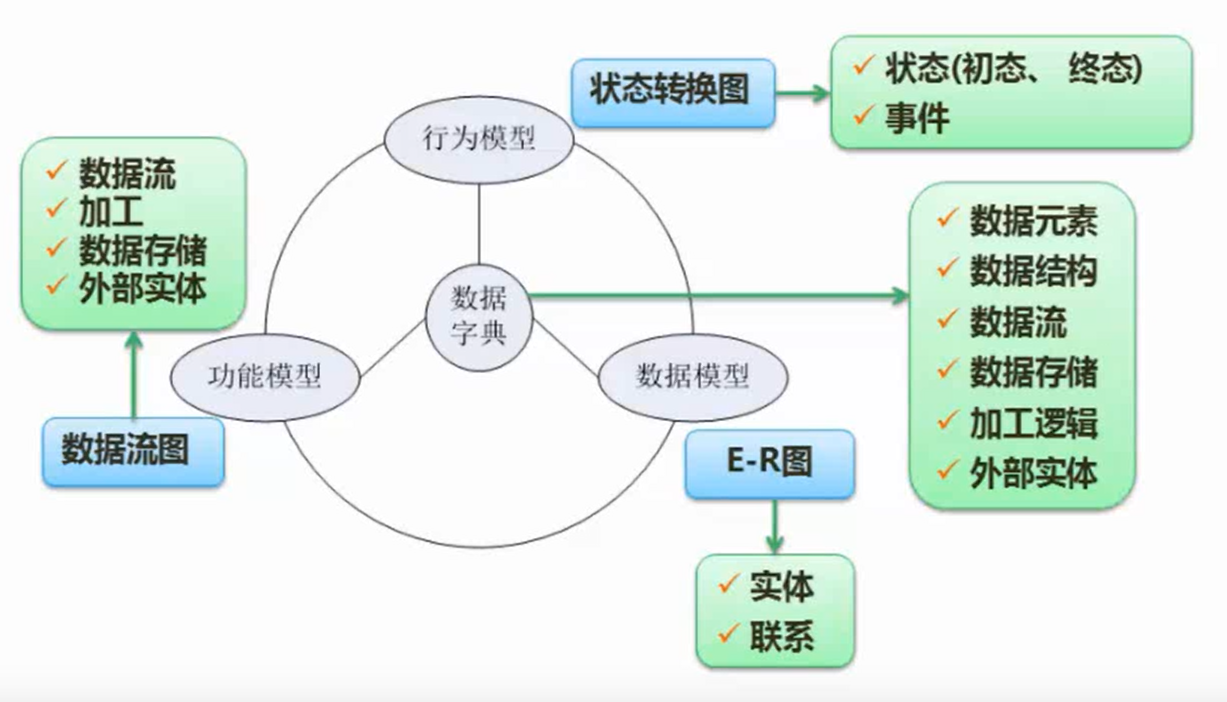 状态转换图
状态(初态、 终态)
事件
行为模型
数据流
加工
数据存储
外部实体
数据
字典
功能模型
数据模型
数据元素
数据结构
数据流
数据存储
加工逻辑
外部实体
数据流图
E-R图
实体
联系